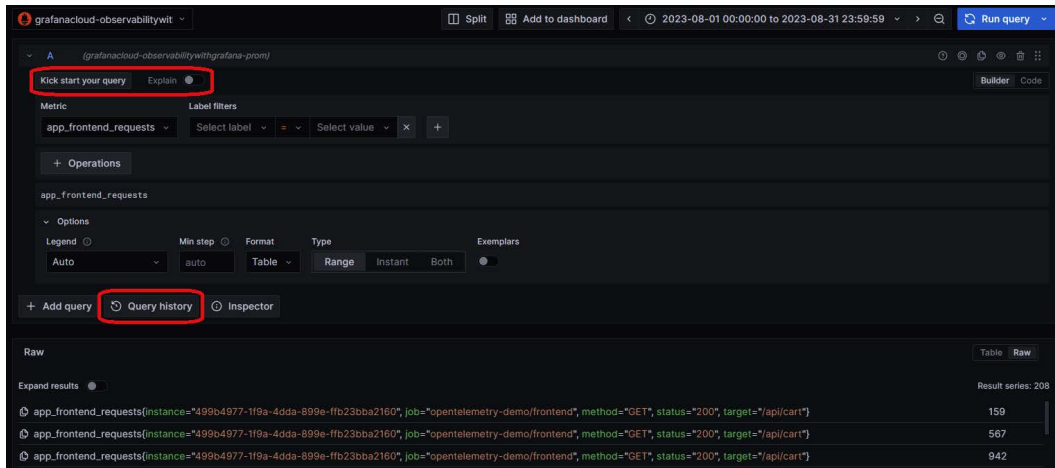 grafanacloud-observabilitywit
Split
Add to dashboard
2023-08-01 00:00:00 to 2023-08-31 23:59:59
Run query
A (grafanacloud-observabilitywithgrafana-prom)
Kick start your query Explain
Builder Code
Metric Label filters
app_frontend_requests Select label = Select value × +
+ Operations
app_frontend_requests
Options
Legend Min step Format Type Exemplars
Auto auto Table Range Instant Both
+ Add query Query history Inspector
Raw Table Raw
Expand results Result series: 208
app_frontend_requests{instance="499b4977-1f9a-4dda-899e-ffb23bba2160", job="opentelemetry-demo/frontend", method="GET", status="200", target="/api/cart"} 159
app_frontend_requests{instance="499b4977-1f9a-4dda-899e-ffb23bba2160", job="opentelemetry-demo/frontend", method="GET", status="200", target="/api/cart"} 567
app_frontend_requests{instance="499b4977-1f9a-4dda-899e-ffb23bba2160", job="opentelemetry-demo/frontend", method="GET", status="200", target="/api/cart"} 942